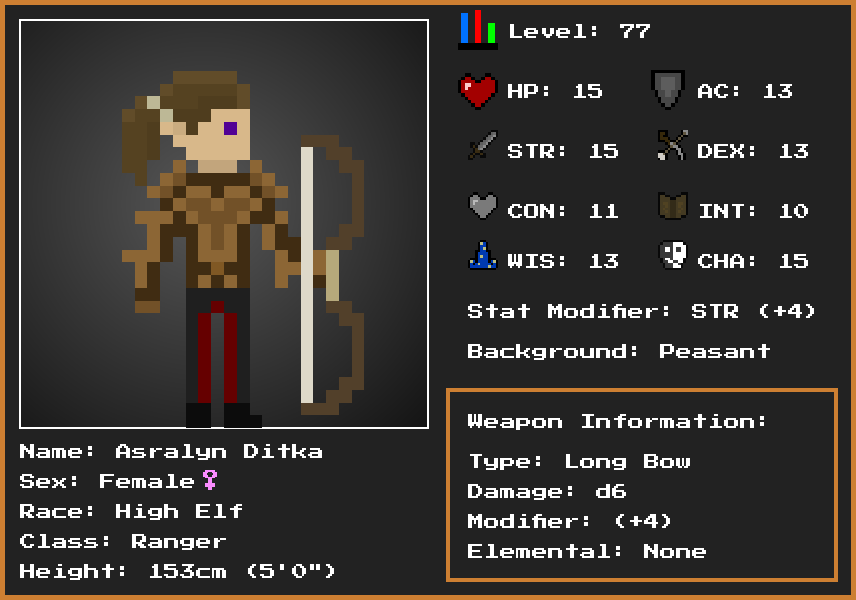 Level: 77
HP: 15
AC: 13
STR: 15
DEX: 13
CON: 11
INT: 10
WIS: 13
CHA: 15
Stat Modifier: STR (+4)
Background: Peasant
Weapon Information:
Type: Long Bow
Damage: d6
Modifier: (+4)
Elemental: None
Name: Asralyn Ditka
Sex: Female♀
Race: High Elf
Class: Ranger
Height: 153cm (5'0")